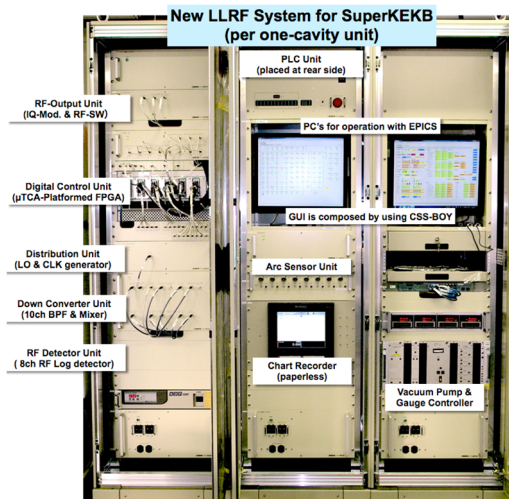 New LLRF System for SuperKEKB
(per one-cavity unit)
PLC Unit
(placed at rear side)
RF-Output Unit
(IQ-Mod. & RF-SW)
PC's for operation with EPICS
Digital Control Unit
(μTCA-Platformed FPGA)
GUI is composed by using CSS-BOY
Distribution Unit
(LO & CLK generator)
Arc Sensor Unit
Down Converter Unit
(10ch BPF & Mixer)
RF Detector Unit
( 8ch RF Log detector)
Chart Recorder
(paperless)
Vacuum Pump &
Gauge Controller